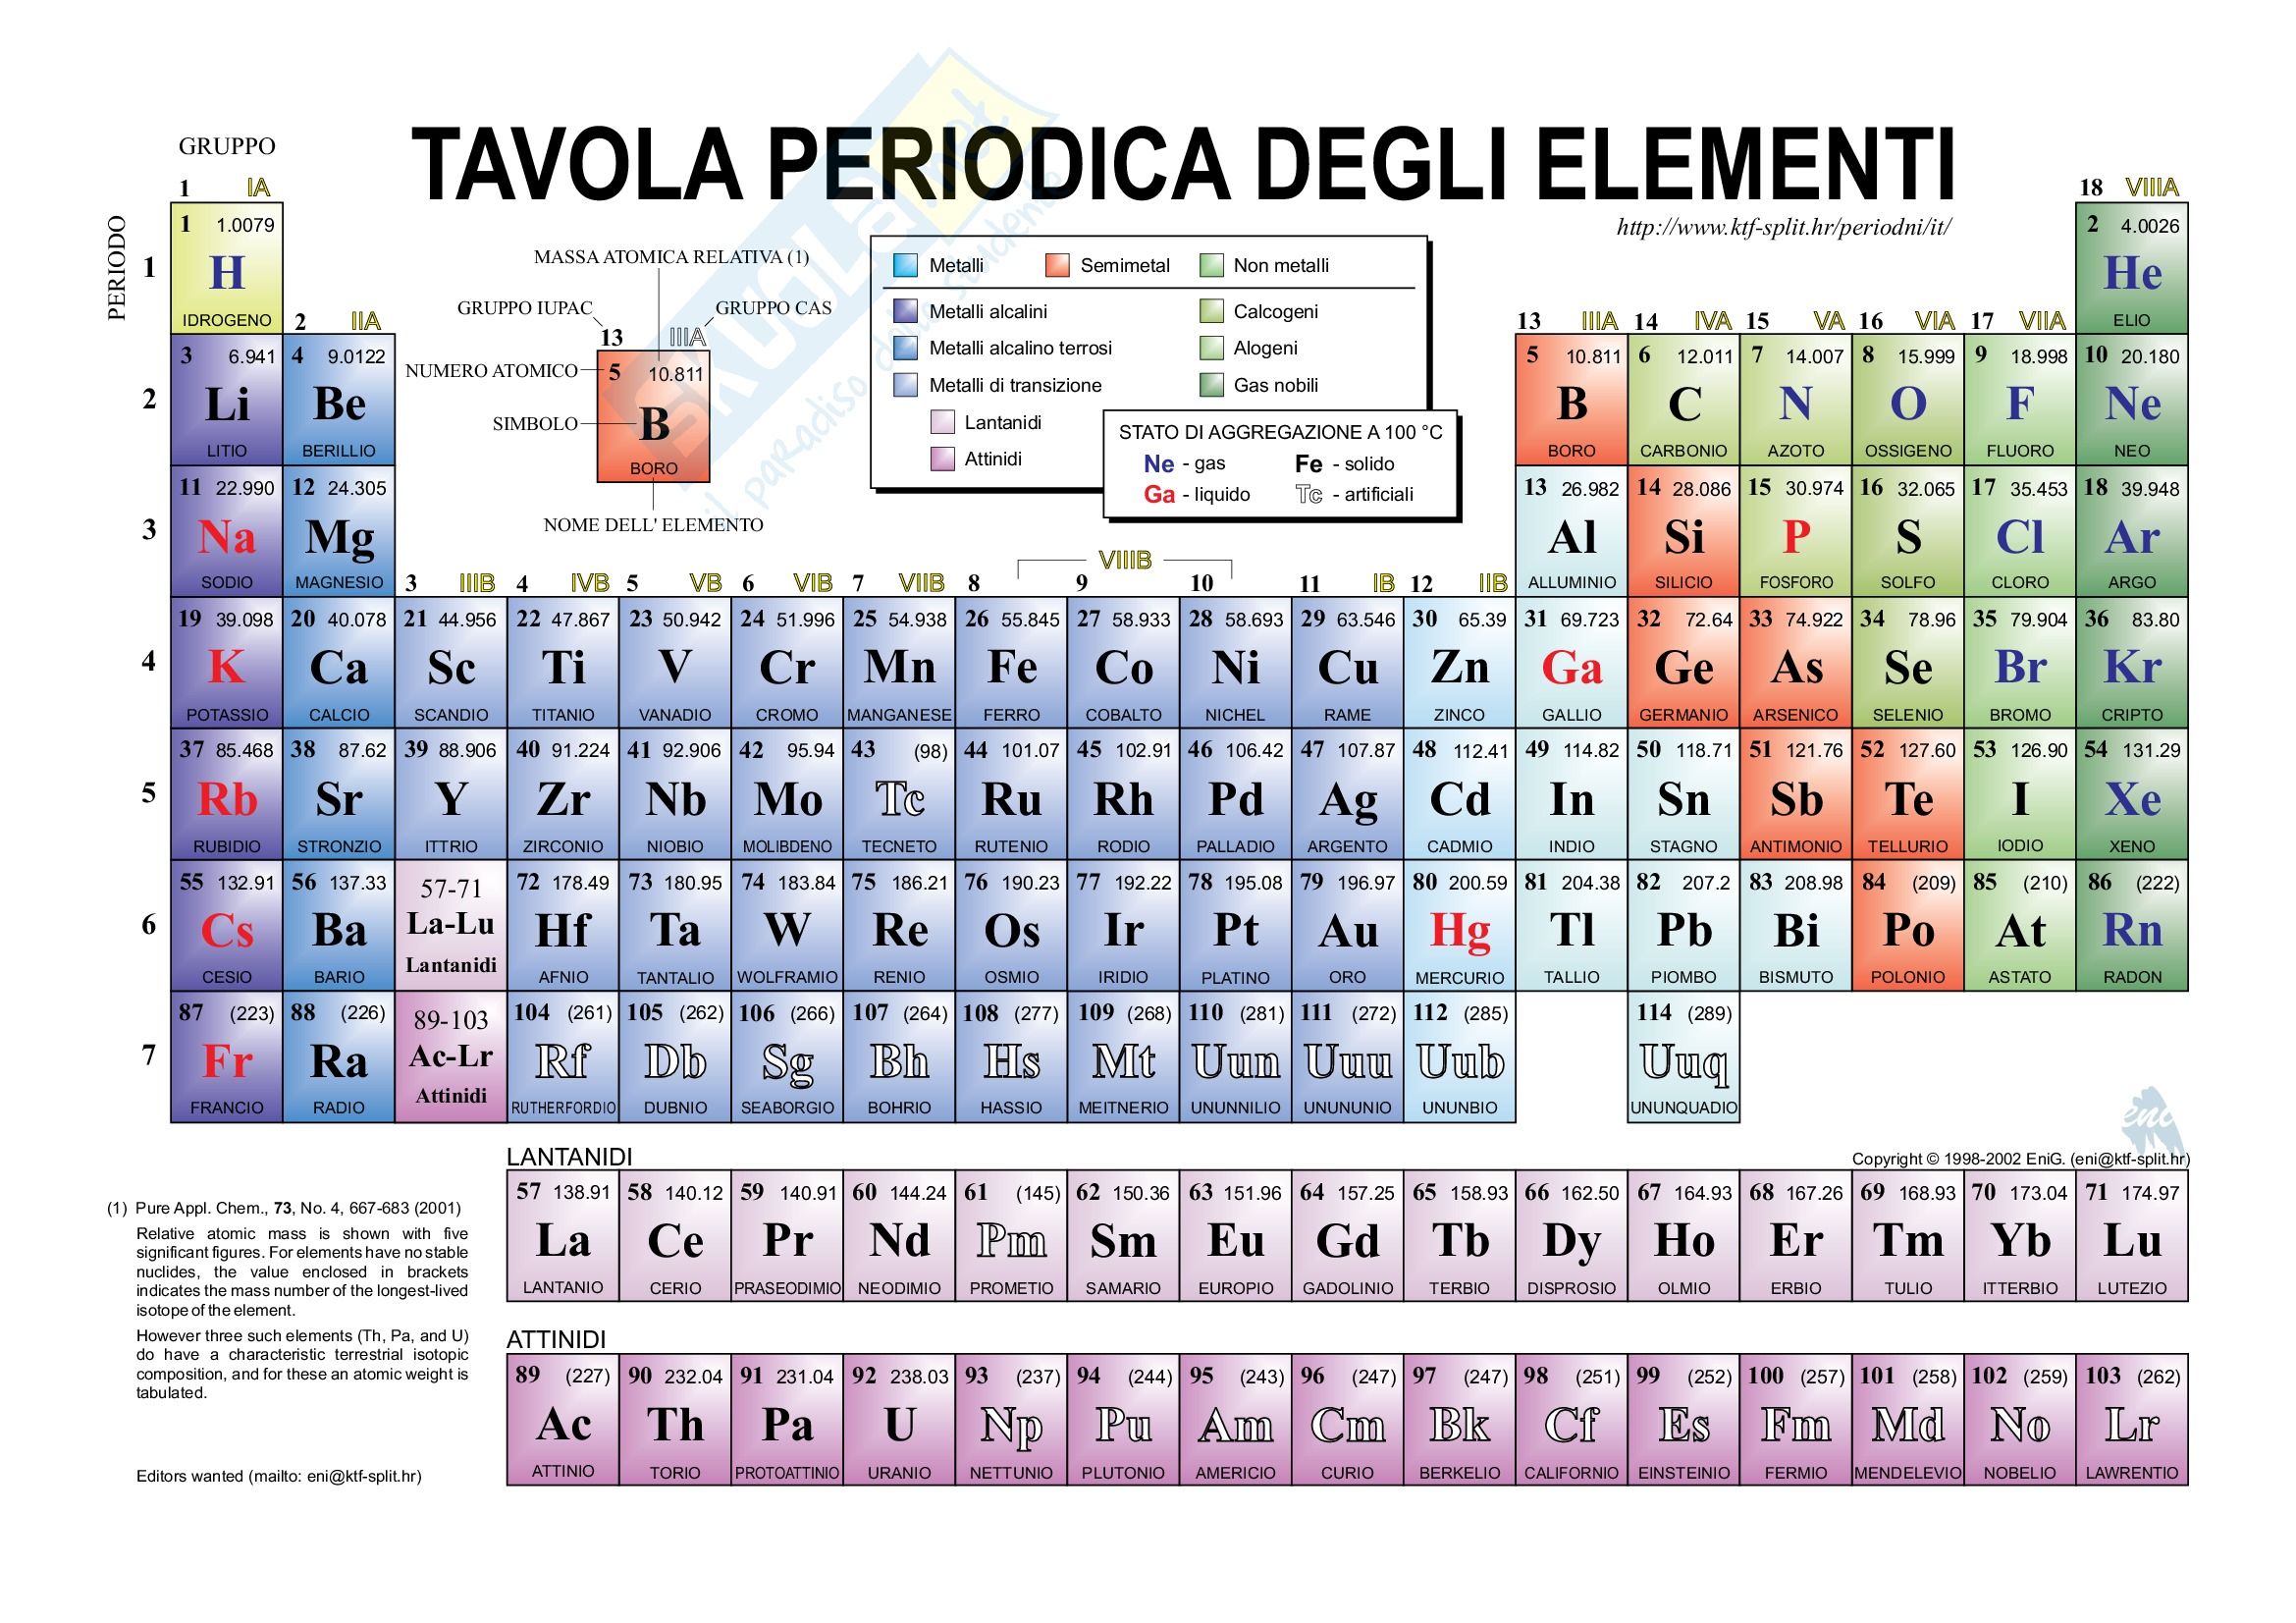 TAVOLA PERIODICA DEGLI ELEMENTI
http://www.ktf-split.hr/periodni/it/
GRUPPO
PERIODO
1 IA
18 VIIIA
1
1 1.0079 H IDROGENO
2 4.0026 He ELIO
MASSA ATOMICA RELATIVA (1)
GRUPPO IUPAC
GRUPPO CAS
13 IIIA
NUMERO ATOMICO
5 10.811
SIMBOLO
B
BORO
NOME DELL' ELEMENTO
Metalli Semimetal Non metalli
Metalli alcalini Calcogeni
Metalli alcalino terrosi Alogeni
Metalli di transizione Gas nobili
Lantanidi
Attinidi
STATO DI AGGREGAZIONE A 100 °C
Ne - gas Fe - solido
Ga - liquido Tc - artificiali
SKUOLA.net
il paradiso dello studente
2 IIA
13 IIIA 14 IVA 15 VA 16 VIA 17 VIIA
2
3 6.941 4 9.0122 5 10.811 6 12.011 7 14.007 8 15.999 9 18.998 10 20.180
Li Be B C N O F Ne
LITIO BERILLIO BORO CARBONIO AZOTO OSSIGENO FLUORO NEO
3
11 22.990 12 24.305 13 26.982 14 28.086 15 30.974 16 32.065 17 35.453 18 39.948
Na Mg Al Si P S Cl Ar
SODIO MAGNESIO ALLUMINIO SILICIO FOSFORO SOLFO CLORO ARGO
VIIIB
3 IIIB 4 IVB 5 VB 6 VIB 7 VIIB 8 9 10 11 IB 12 IIB
4
19 39.098 20 40.078 21 44.956 22 47.867 23 50.942 24 51.996 25 54.938 26 55.845 27 58.933 28 58.693 29 63.546 30 65.39 31 69.723 32 72.64 33 74.922 34 78.96 35 79.904 36 83.80
K Ca Sc Ti V Cr Mn Fe Co Ni Cu Zn Ga Ge As Se Br Kr
POTASSIO CALCIO SCANDIO TITANIO VANADIO CROMO MANGANESE FERRO COBALTO NICHEL RAME ZINCO GALLIO GERMANIO ARSENICO SELENIO BROMO CRIPTO
5
37 85.468 38 87.62 39 88.906 40 91.224 41 92.906 42 95.94 43 (98) 44 101.07 45 102.91 46 106.42 47 107.87 48 112.41 49 114.82 50 118.71 51 121.76 52 127.60 53 126.90 54 131.29
Rb Sr Y Zr Nb Mo Tc Ru Rh Pd Ag Cd In Sn Sb Te I Xe
RUBIDIO STRONZIO ITTRIO ZIRCONIO NIOBIO MOLIBDENO TECNETO RUTENIO RODIO PALLADIO ARGENTO CADMIO INDIO STAGNO ANTIMONIO TELLURIO IODIO XENO
6
55 132.91 56 137.33 57-71 72 178.49 73 180.95 74 183.84 75 186.21 76 190.23 77 192.22 78 195.08 79 196.97 80 200.59 81 204.38 82 207.2 83 208.98 84 (209) 85 (210) 86 (222)
Cs Ba La-Lu Hf Ta W Re Os Ir Pt Au Hg Tl Pb Bi Po At Rn
CESIO BARIO Lantanidi AFNIO TANTALIO WOLFRAMIO RENIO OSMIO IRIDIO PLATINO ORO MERCURIO TALLIO PIOMBO BISMUTO POLONIO ASTATO RADON
7
87 (223) 88 (226) 89-103 104 (261) 105 (262) 106 (266) 107 (264) 108 (277) 109 (268) 110 (281) 111 (272) 112 (285) 114 (289)
Fr Ra Ac-Lr Rf Db Sg Bh Hs Mt Uun Uuu Uub Uuq
FRANCIO RADIO Attinidi RUTHERFORDIO DUBNIO SEABORGIO BOHRIO HASSIO MEITNERIO UNUNNILIO UNUNUNIO UNUNBIO UNUNQUADIO
eni
LANTANIDI
Copyright © 1998-2002 EniG. (eni@ktf-split.hr)
57 138.91 58 140.12 59 140.91 60 144.24 61 (145) 62 150.36 63 151.96 64 157.25 65 158.93 66 162.50 67 164.93 68 167.26 69 168.93 70 173.04 71 174.97
La Ce Pr Nd Pm Sm Eu Gd Tb Dy Ho Er Tm Yb Lu
LANTANIO CERIO PRASEODIMIO NEODIMIO PROMETIO SAMARIO EUROPIO GADOLINIO TERBIO DISPROSIO OLMIO ERBIO TULIO ITTERBIO LUTEZIO
ATTINIDI
89 (227) 90 232.04 91 231.04 92 238.03 93 (237) 94 (244) 95 (243) 96 (247) 97 (247) 98 (251) 99 (252) 100 (257) 101 (258) 102 (259) 103 (262)
Ac Th Pa U Np Pu Am Cm Bk Cf Es Fm Md No Lr
ATTINIO TORIO PROTOATTINIO URANIO NETTUNIO PLUTONIO AMERICIO CURIO BERKELIO CALIFORNIO EINSTEINIO FERMIO MENDELEVIO NOBELIO LAWRENTIO
(1) Pure Appl. Chem., 73, No. 4, 667-683 (2001)
Relative atomic mass is shown with five
significant figures. For elements have no stable
nuclides, the value enclosed in brackets
indicates the mass number of the longest-lived
isotope of the element.
However three such elements (Th, Pa, and U)
do have a characteristic terrestrial isotopic
composition, and for these an atomic weight is
tabulated.
Editors wanted (mailto: eni@ktf-split.hr)